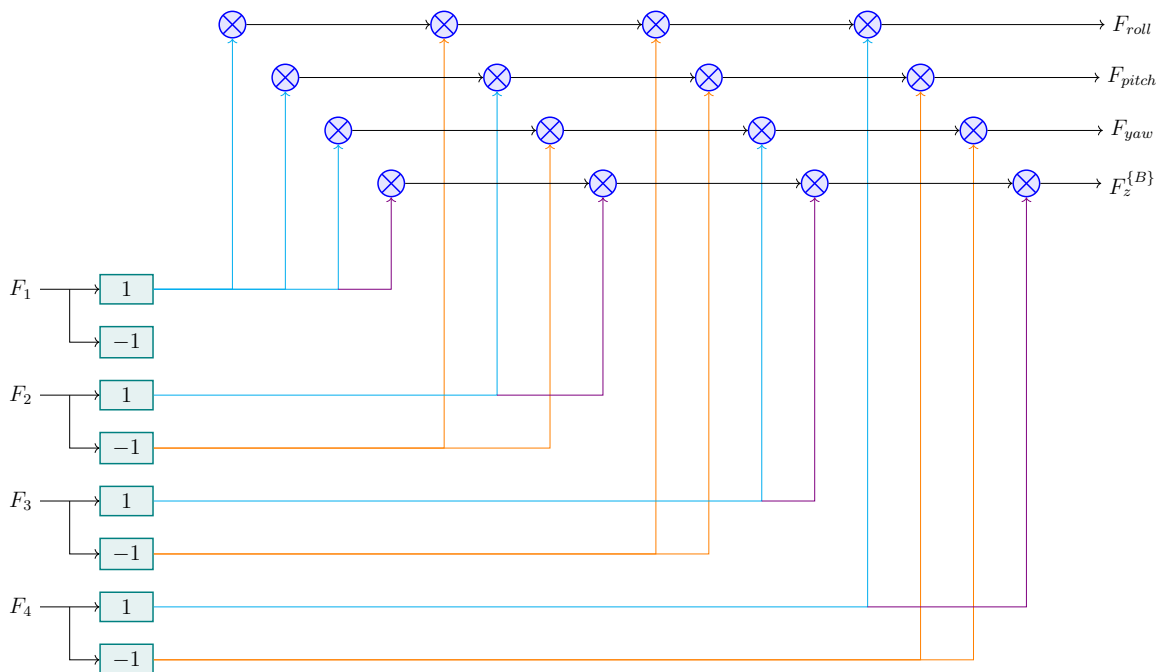 F_{roll}
F_{pitch}
F_{yaw}
F_z^{\{B\}}
F_1
1
−1
F_2
1
−1
F_3
1
−1
F_4
1
−1